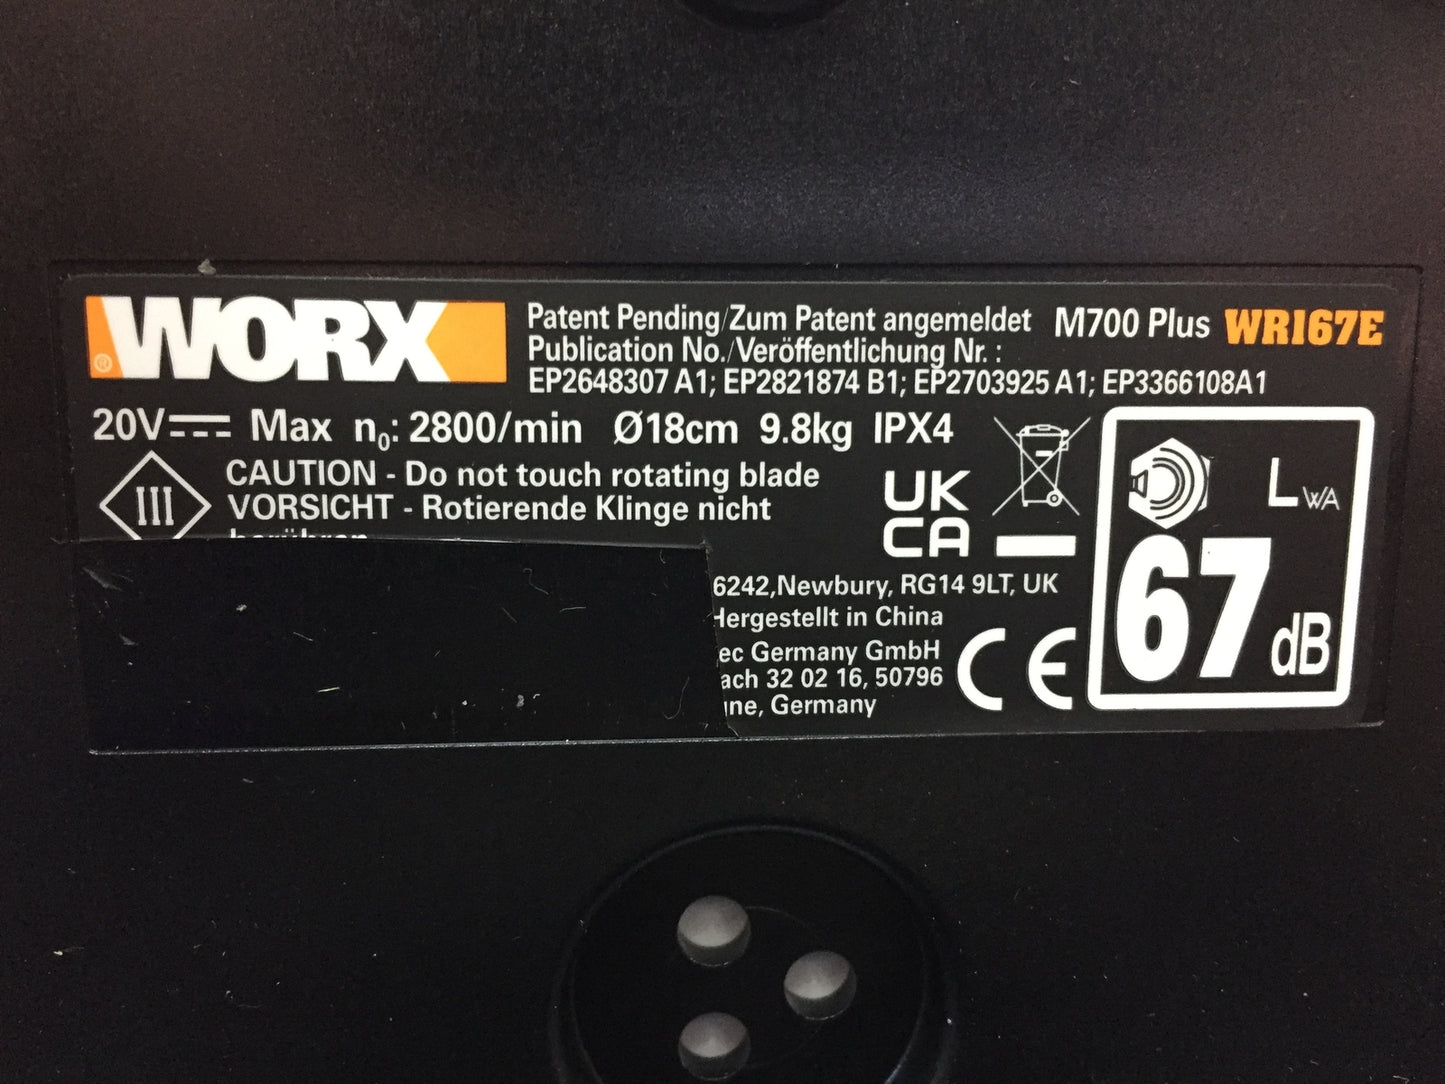 WORX®
Patent Pending/Zum Patent angemeldet M700 Plus WR167E
Publication No./Veröffentlichung Nr. :
EP2648307 A1; EP2821874 B1; EP2703925 A1; EP3366108A1
20V Max n0: 2800/min Ø18cm 9.8kg IPX4
III
CAUTION - Do not touch rotating blade
VORSICHT - Rotierende Klinge nicht
berühren
UK
CA
6242,Newbury, RG14 9LT, UK
Hergestellt in China
Germany GmbH
32 02 16, 50796
Germany
CE
LWA
67 dB